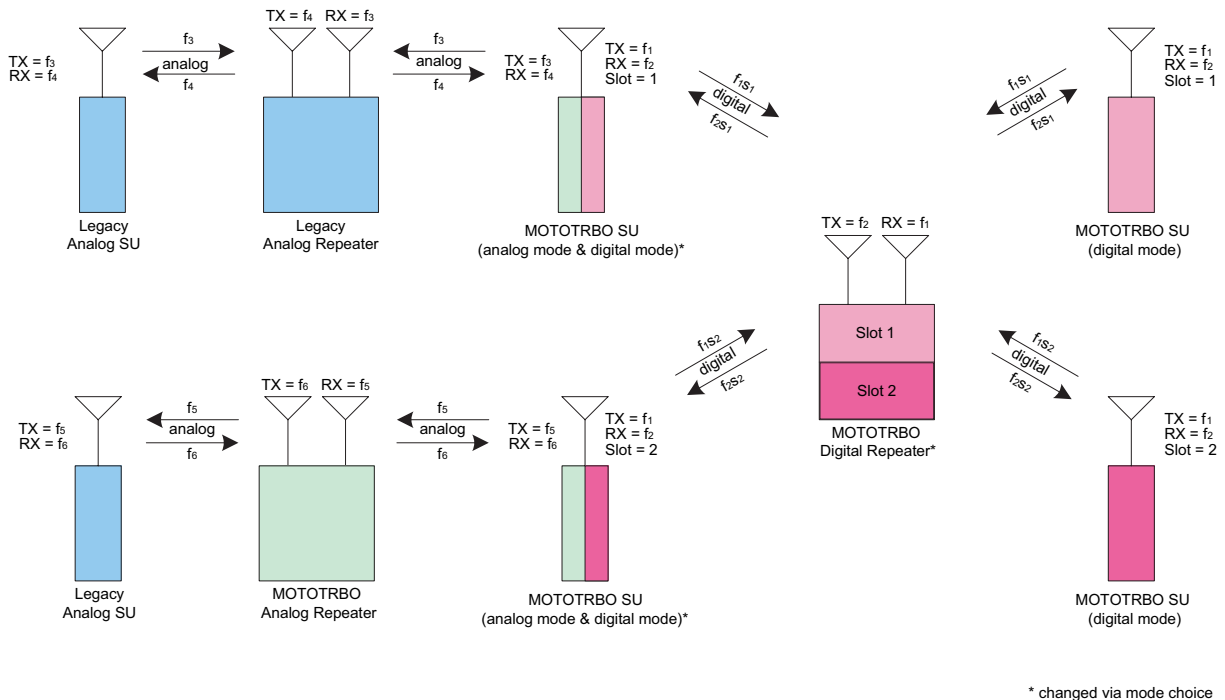 TX = f4 RX = f3
TX = f3
RX = f4
f3
analog
f4
f3
analog
f4
TX = f3
RX = f4
TX = f1
RX = f2
Slot = 1
f1s1
digital
f2s1
f1s1
digital
f2s1
TX = f1
RX = f2
Slot = 1
Legacy
Analog SU
Legacy
Analog Repeater
MOTOTRBO SU
(analog mode & digital mode)*
MOTOTRBO SU
(digital mode)
TX = f2 RX = f1
Slot 1
Slot 2
MOTOTRBO
Digital Repeater*
f1s2
digital
f2s2
f1s2
digital
f2s2
TX = f6 RX = f5
TX = f5
RX = f6
f5
analog
f6
f5
analog
f6
TX = f5
RX = f6
TX = f1
RX = f2
Slot = 2
TX = f1
RX = f2
Slot = 2
Legacy
Analog SU
MOTOTRBO
Analog Repeater
MOTOTRBO SU
(analog mode & digital mode)*
MOTOTRBO SU
(digital mode)
* changed via mode choice